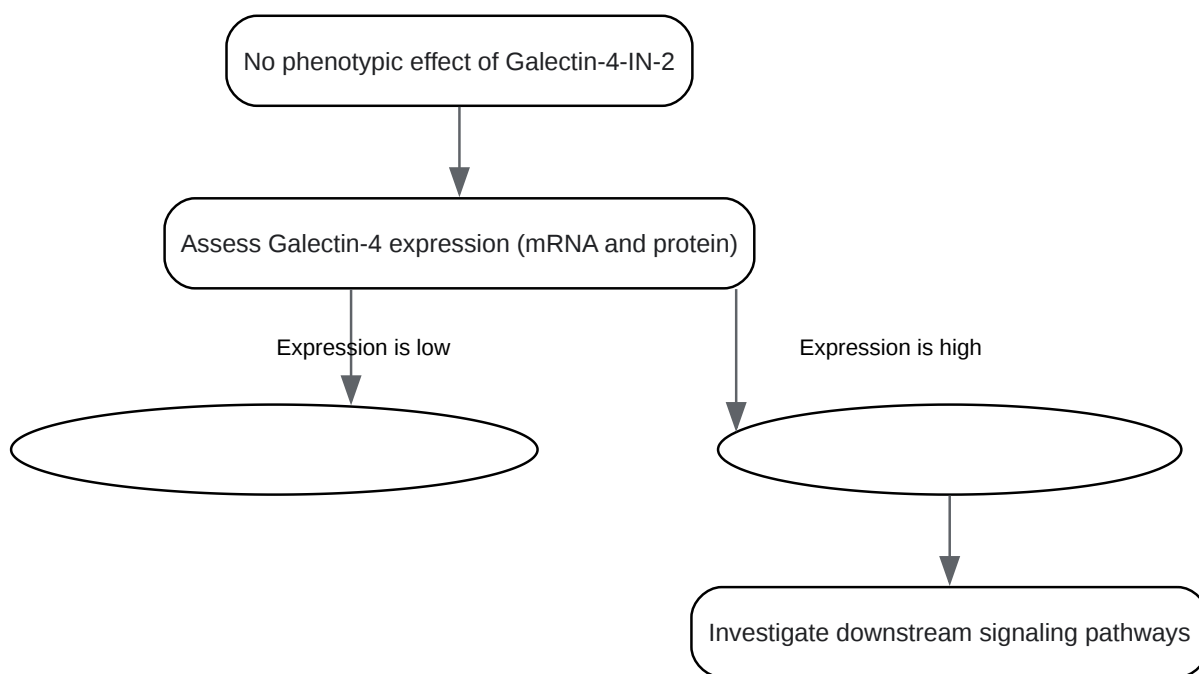 No phenotypic effect of Galectin-4-IN-2
Assess Galectin-4 expression (mRNA and protein)
Expression is low
Expression is high
Investigate downstream signaling pathways